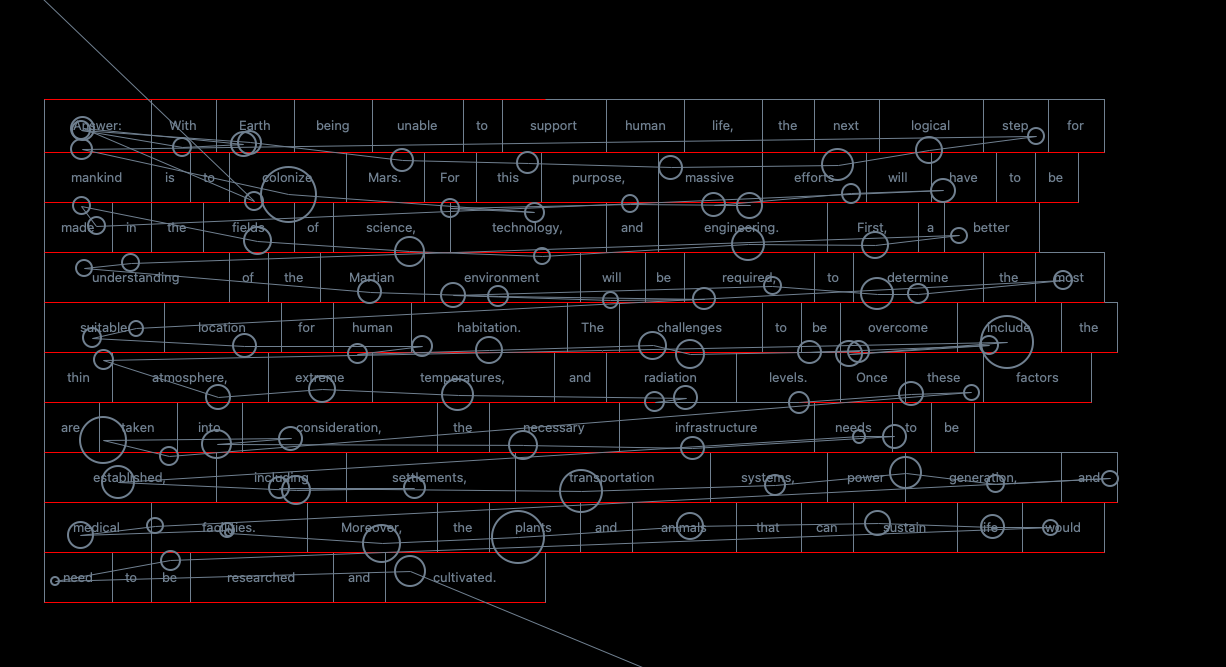 Answer: With Earth being unable to support human life, the next logical step for
mankind is to colonize Mars. For this purpose, massive efforts will have to be
made in the fields of science, technology, and engineering. First, a better
understanding of the Martian environment will be required, to determine the most
suitable location for human habitation. The challenges to be overcome include the
thin atmosphere, extreme temperatures, and radiation levels. Once these factors
are taken into consideration, the necessary infrastructure needs to be
established, including settlements, transportation systems, power generation, and
medical facilities. Moreover, the plants and animals that can sustain life would
need to be researched and cultivated.